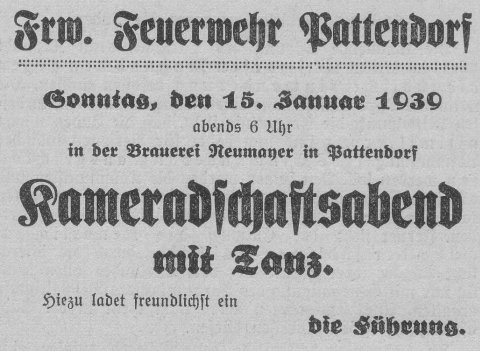 Frw. Feuerwehr Pattendorf
Sonntag, den 15. Januar 1939
abends 6 Uhr
in der Brauerei Neumayer in Pattendorf
Kameradschaftsabend
mit Tanz.
Hiezu ladet freundlichst ein
die Führung.